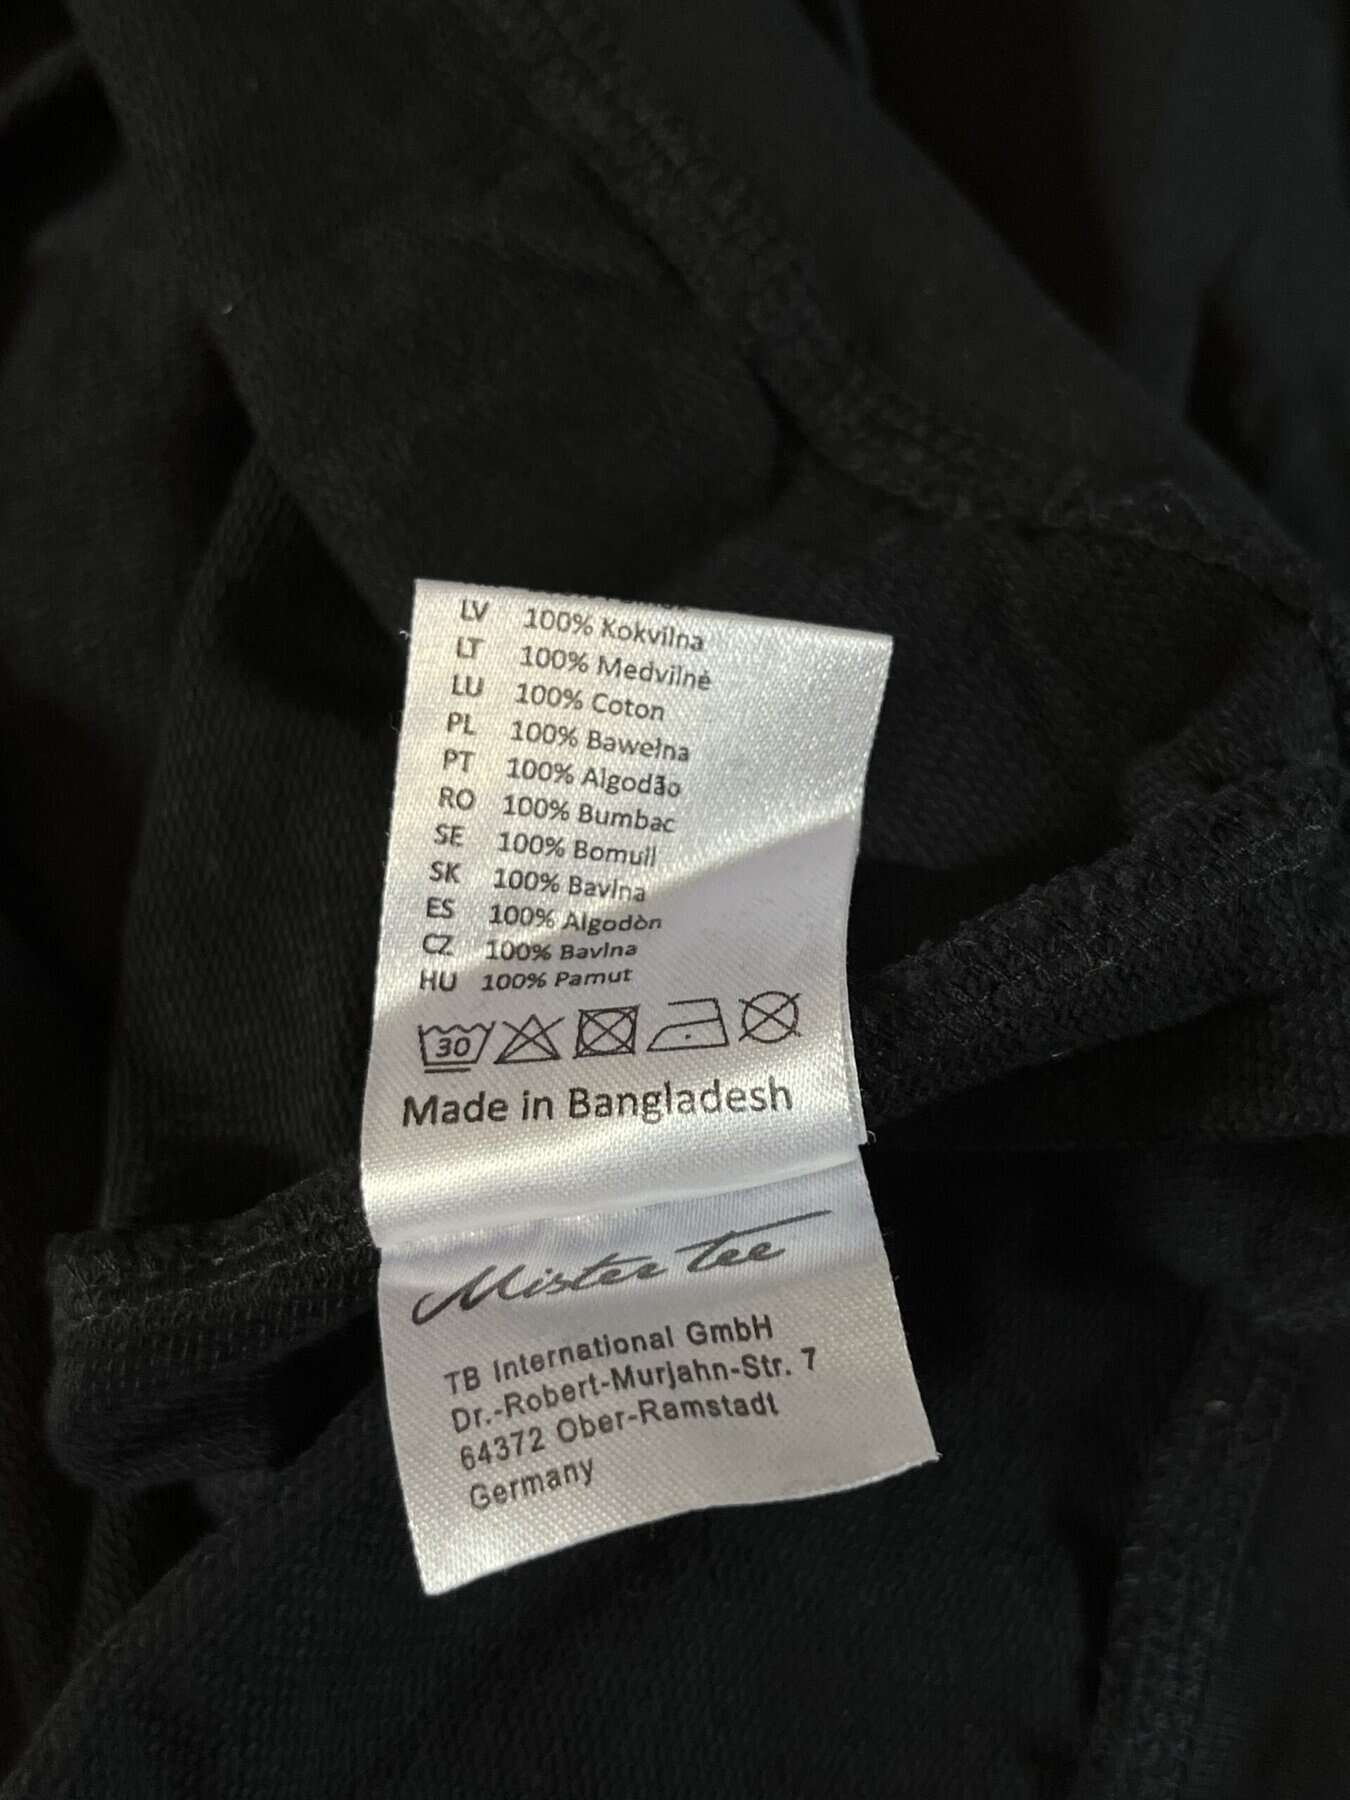 LV 100% Kokvilna
LT 100% Medvilnė
LU 100% Coton
PL 100% Bawełna
PT 100% Algodão
RO 100% Bumbac
SE 100% Bomull
SK 100% Bavlna
ES 100% Algodòn
CZ 100% Bavlna
HU 100% Pamut
30
Made in Bangladesh
Mister Tee
TB International GmbH
Dr.-Robert-Murjahn-Str. 7
64372 Ober-Ramstadt
Germany